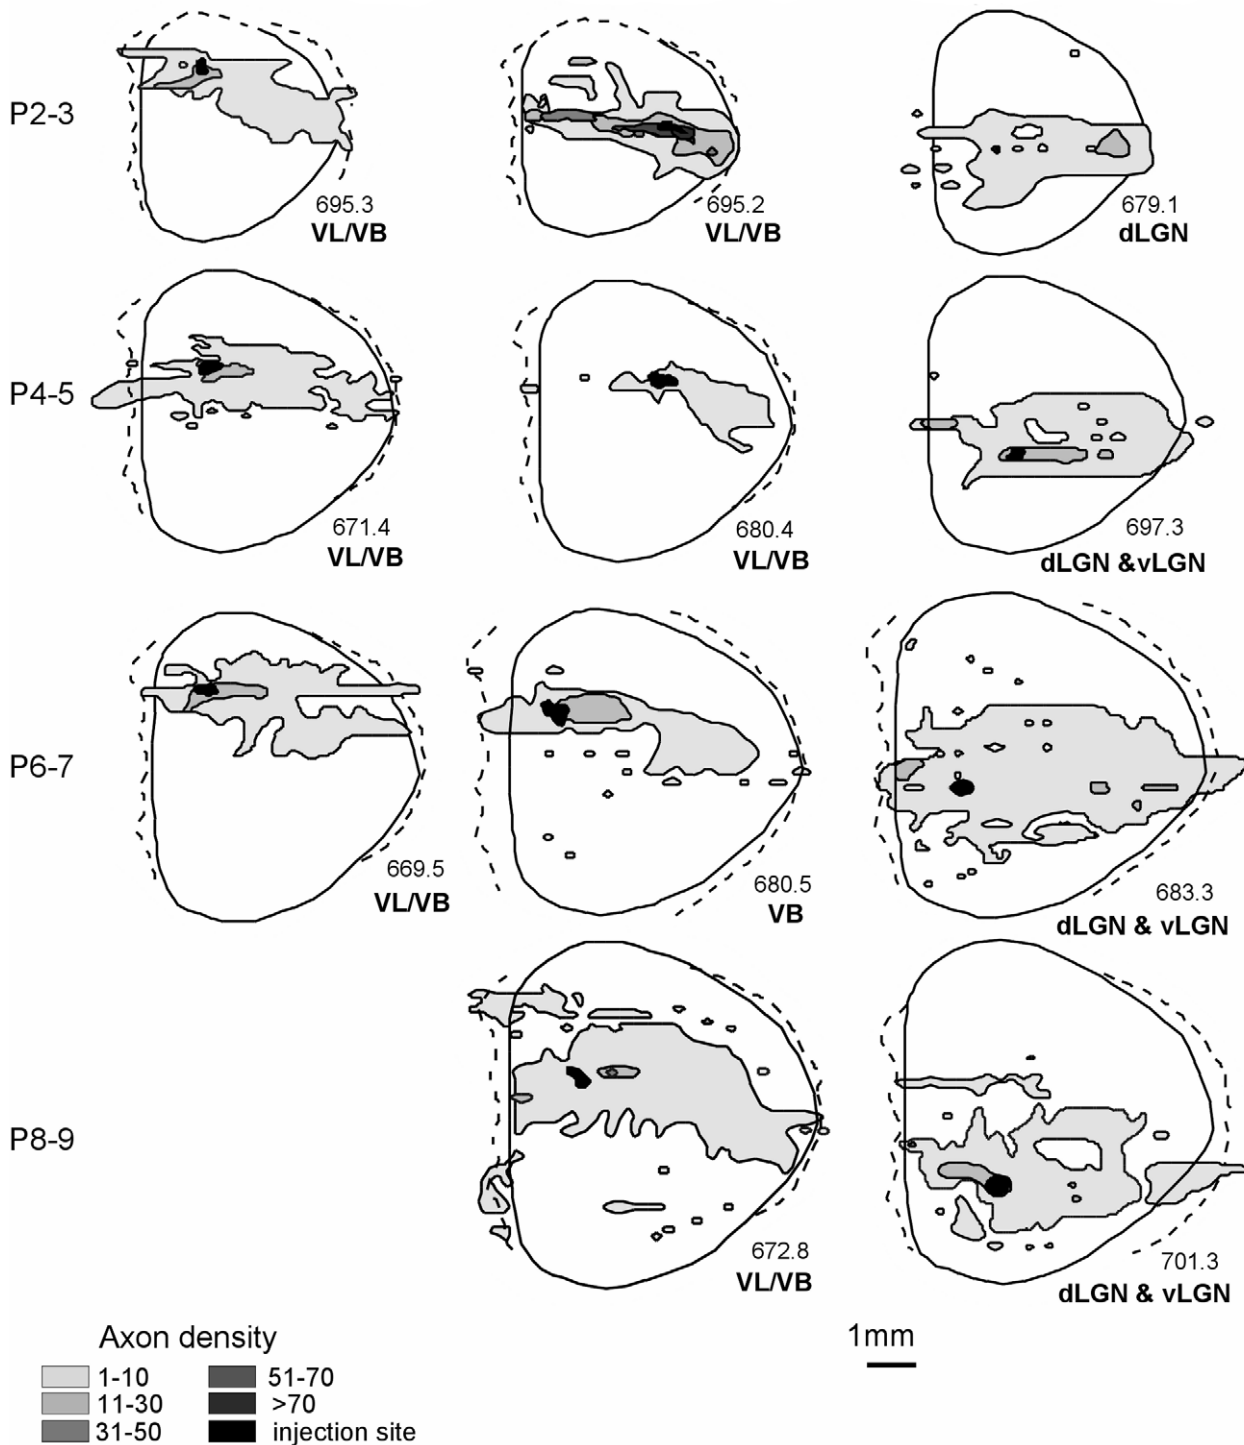 P2-3
695.3
VL/VB
695.2
VL/VB
679.1
dLGN
P4-5
671.4
VL/VB
680.4
VL/VB
697.3
dLGN &vLGN
P6-7
669.5
VL/VB
680.5
VB
683.3
dLGN & vLGN
P8-9
672.8
VL/VB
701.3
dLGN & vLGN
Axon density
1-10
11-30
31-50
51-70
>70
injection site
1mm